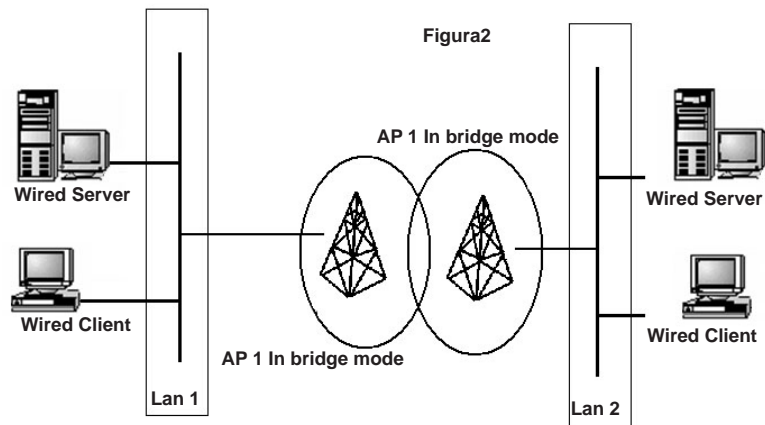 Figura2
AP 1 In bridge mode
Wired Server
Wired Server
Wired Client
Wired Client
AP 1 In bridge mode
Lan 1
Lan 2